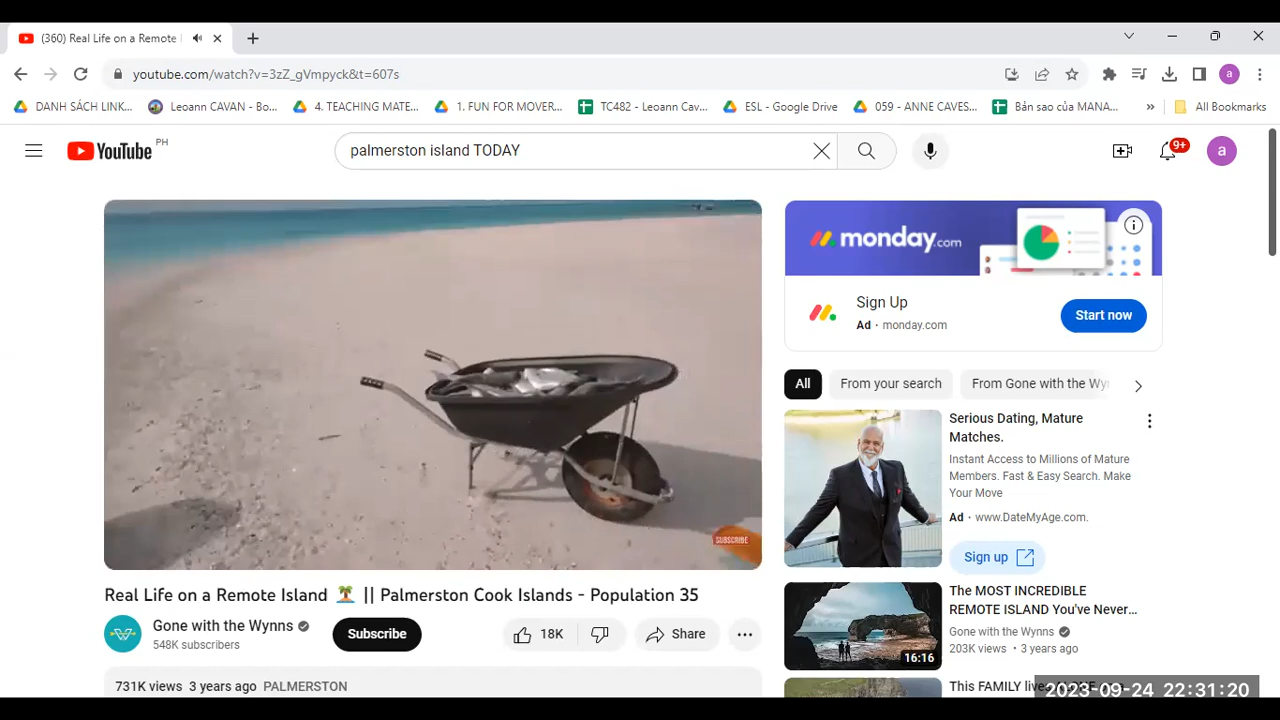 (360) Real Life on a Remote
youtube.com/watch?v=3zZ_gVmpyck&t=607s
DANH SÁCH LINK...
Leoann CAVAN - Bo...
4. TEACHING MATE...
1. FUN FOR MOVER...
TC482 - Leoann Cav...
ESL - Google Drive
059 - ANNE CAVES...
Bản sao của MANA...
»
All Bookmarks
YouTube PH
palmerston island TODAY
9+
a
monday.com
Sign Up
Ad · monday.com
Start now
All
From your search
From Gone with the Wy
Serious Dating, Mature
Matches.
Instant Access to Millions of Mature
Members. Fast & Easy Search. Make
Your Move
Ad · www.DateMyAge.com.
Sign up
SUBSCRIBE
Real Life on a Remote Island 🏝️ || Palmerston Cook Islands - Population 35
Gone with the Wynns
548K subscribers
Subscribe
18K
Share
731K views 3 years ago PALMERSTON
The MOST INCREDIBLE
REMOTE ISLAND You've Never...
Gone with the Wynns
203K views · 3 years ago
16:16
This FAMILY live
2023-09-24 22:31:20